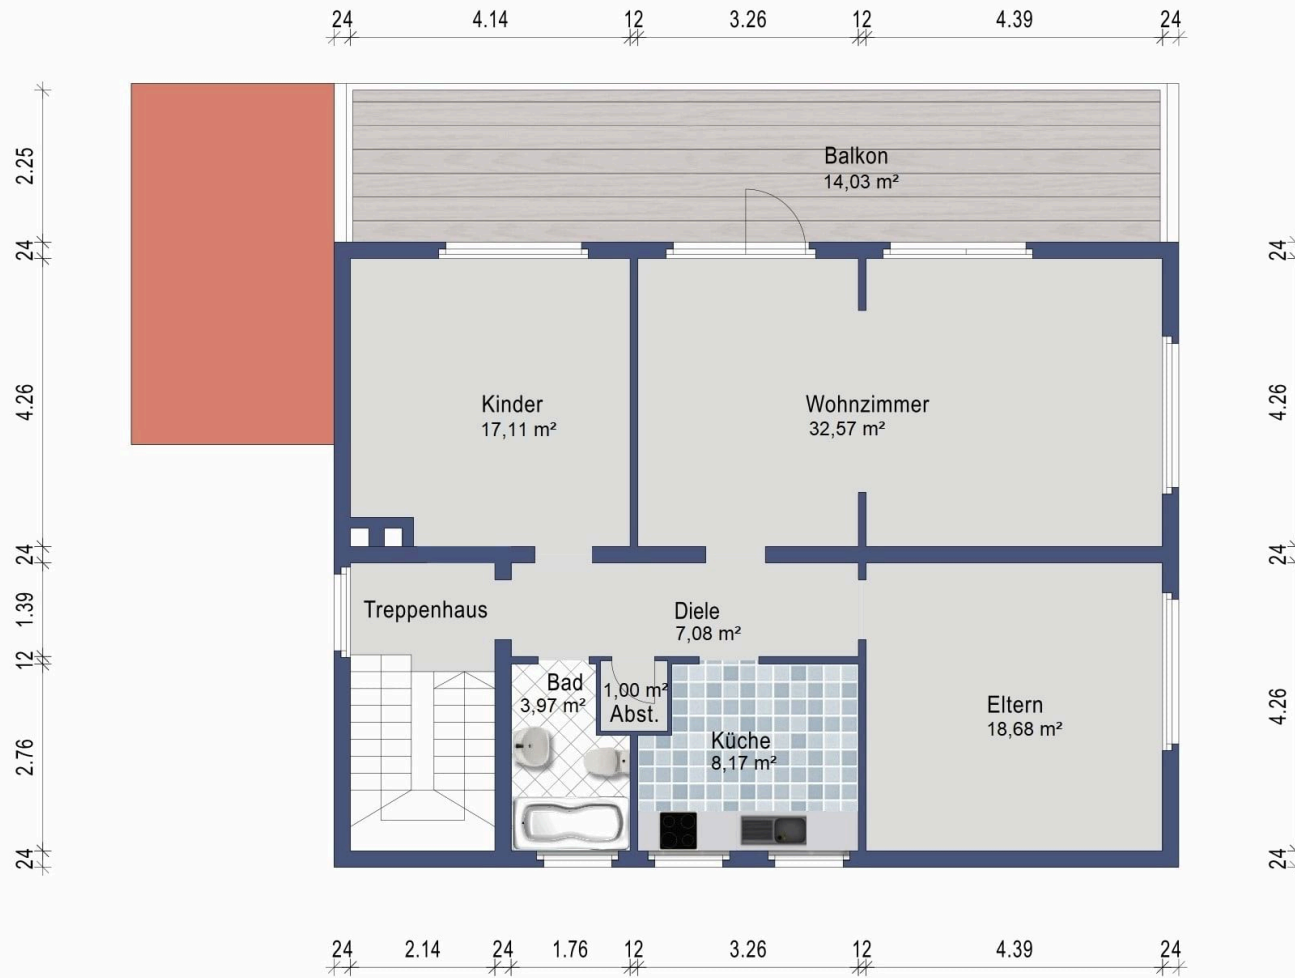 24 4.14 12 3.26 12 4.39 24
2.25
24
4.26
24
1.39
12
2.76
24
Balkon
14,03 m²
Kinder
17,11 m²
Wohnzimmer
32,57 m²
Treppenhaus
Diele
7,08 m²
Bad
3,97 m²
1,00 m²
Abst.
Küche
8,17 m²
Eltern
18,68 m²
24
4.26
24
4.26
24
24 2.14 24 1.76 12 3.26 12 4.39 24